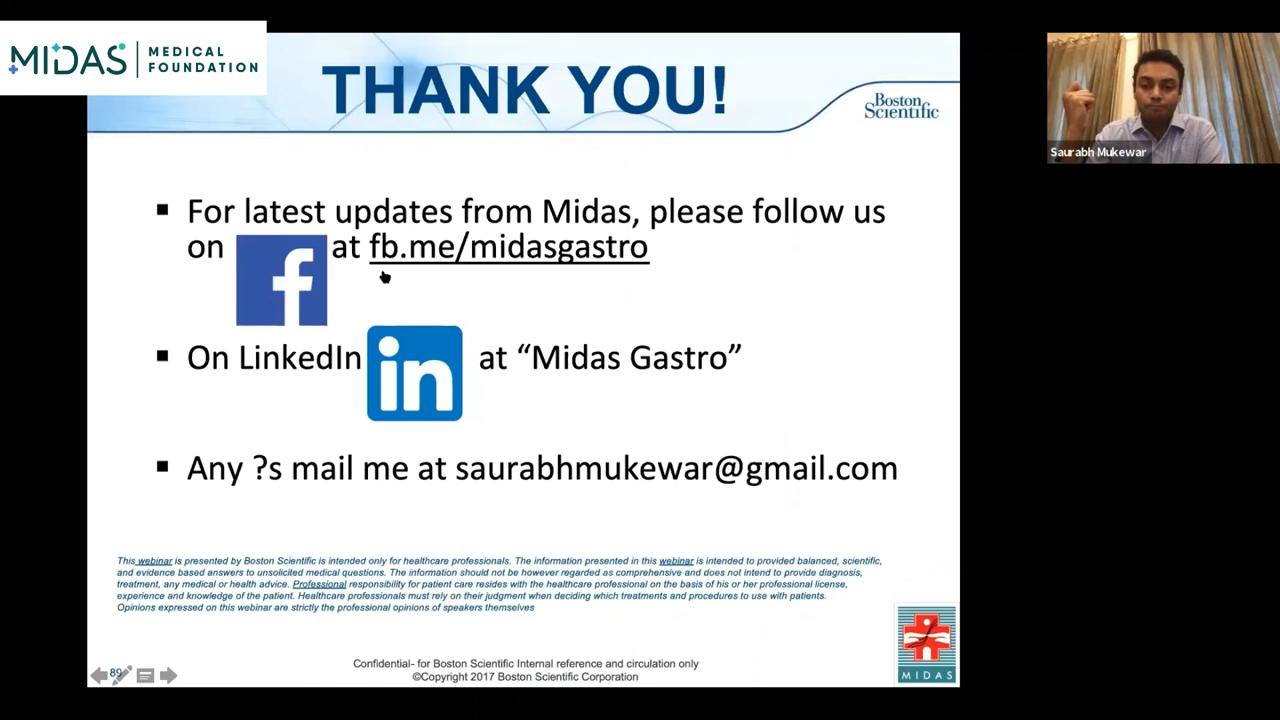 MIDAS MEDICAL FOUNDATION
THANK YOU!
Boston
Scientific
Saurabh Mukewar
▪ For latest updates from Midas, please follow us
on f at fb.me/midasgastro
▪ On LinkedIn in at “Midas Gastro”
▪ Any ?s mail me at saurabhmukewar@gmail.com
This webinar is presented by Boston Scientific is intended only for healthcare professionals. The information presented in this webinar is intended to provided balanced, scientific,
and evidence based answers to unsolicited medical questions. The information should not be however regarded as comprehensive and does not intend to provide diagnosis,
treatment, any medical or health advice. Professional responsibility for patient care resides with the healthcare professional on the basis of his or her professional license,
experience and knowledge of the patient. Healthcare professionals must rely on their judgment when deciding which treatments and procedures to use with patients.
Opinions expressed on this webinar are strictly the professional opinions of speakers themselves
Confidential- for Boston Scientific Internal reference and circulation only
©Copyright 2017 Boston Scientific Corporation
89
MIDAS